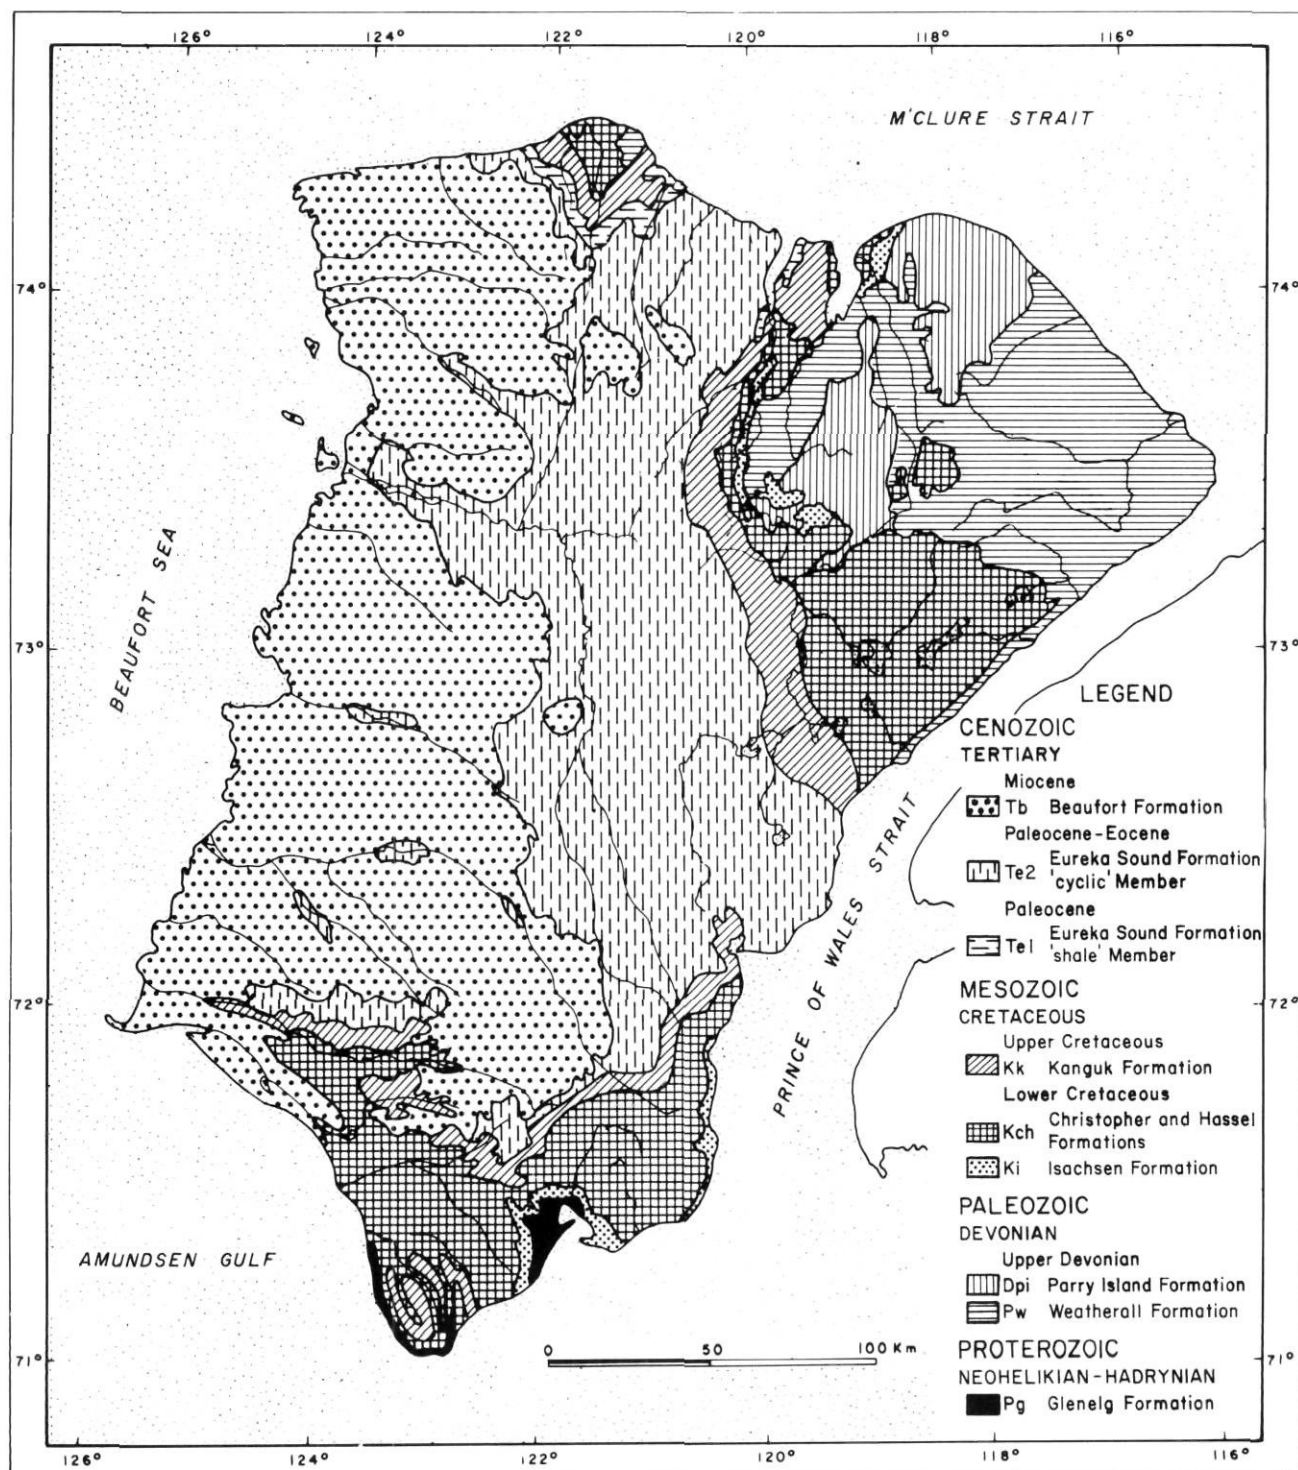 126° 124° 122° 120° 118° 116°
M'CLURE STRAIT
74° 74°
BEAUFORT SEA
73° 73°
LEGEND
CENOZOIC
TERTIARY
Miocene
Tb Beaufort Formation
Paleocene-Eocene
Te2 Eureka Sound Formation
'cyclic' Member
Paleocene
Te1 Eureka Sound Formation
'shale' Member
PRINCE OF WALES STRAIT
72° 72°
MESOZOIC
CRETACEOUS
Upper Cretaceous
Kk Kanguk Formation
Lower Cretaceous
Kch Christopher and Hassel
Formations
Ki Isachsen Formation
PALEOZOIC
DEVONIAN
Upper Devonian
Dpi Parry Island Formation
Pw Weatherall Formation
PROTEROZOIC
NEOHELIKIAN-HADRYNIAN
Pg Glenelg Formation
AMUNDSEN GULF
71° 71°
0 50 100 Km
126° 124° 122° 120° 118° 116°